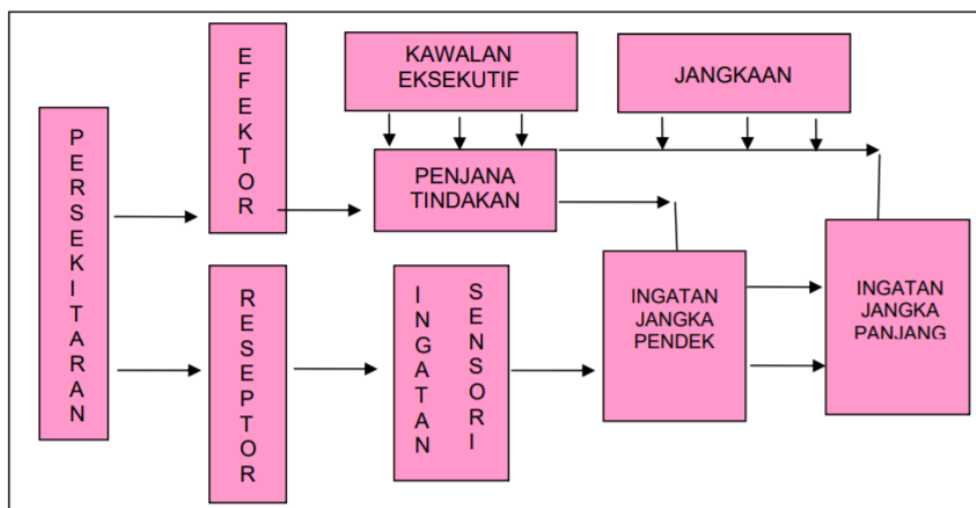 PERSEKITARAN
EFEKTOR
KAWALAN
EKSEKUTIF
JANGKAAN
PENJANA
TINDAKAN
RESEPTOR
INGATAN
SENSORI
INGATAN
JANGKA
PENDEK
INGATAN
JANGKA
PANJANG